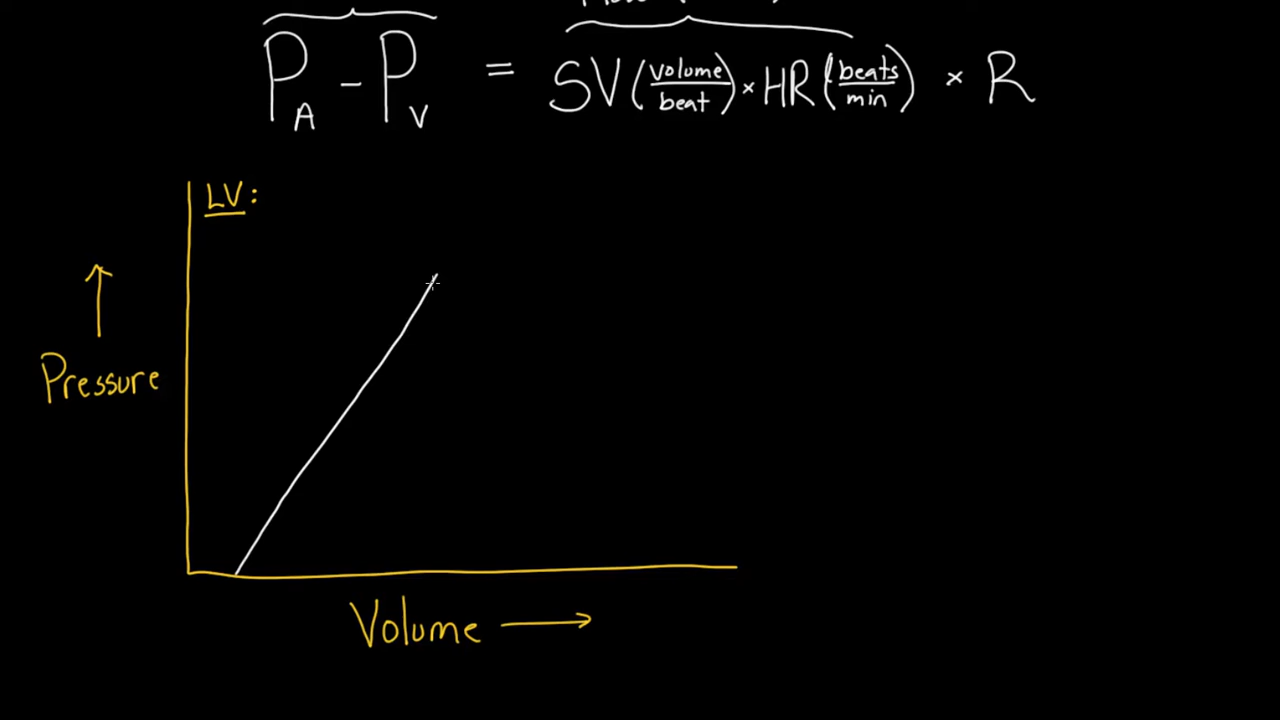 P_A - P_V = SV (volume/beat) × HR (beats/min) × R
LV:
Pressure
Volume →